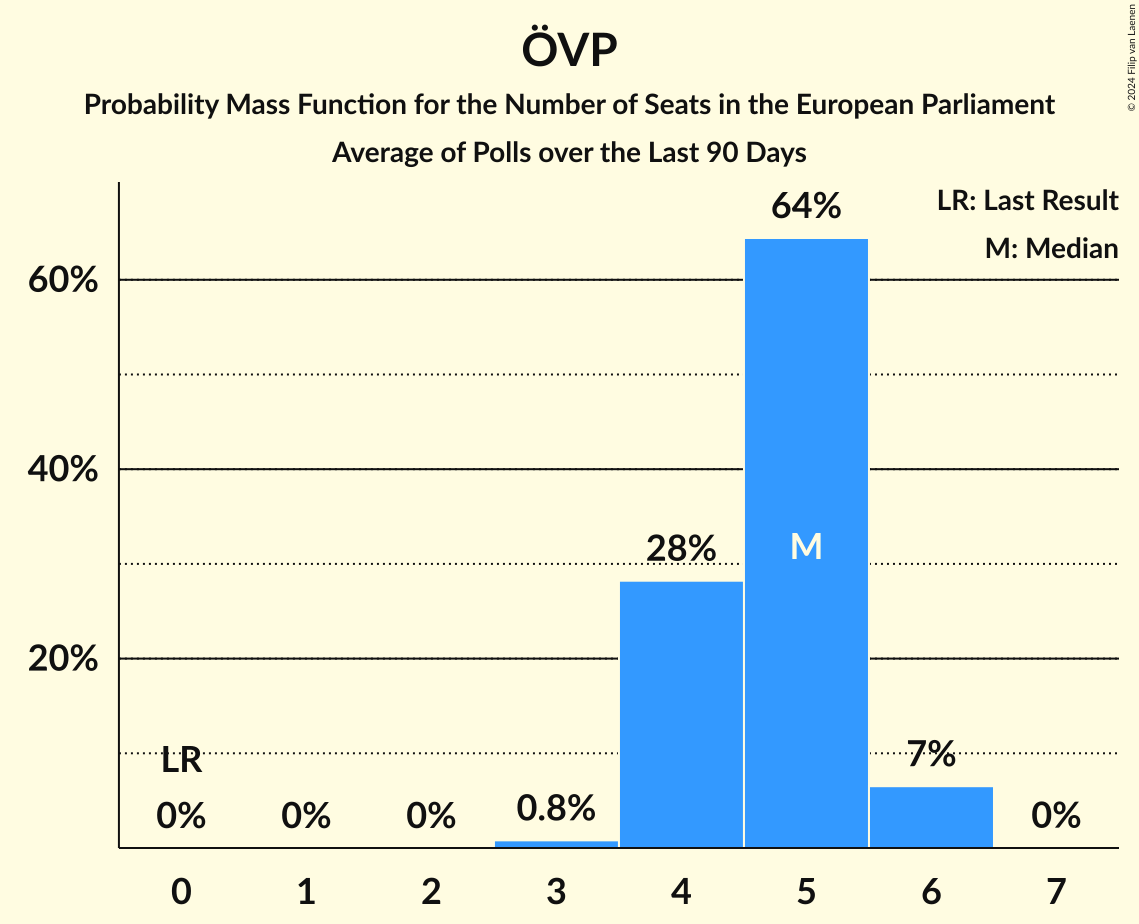 ÖVP
Probability Mass Function for the Number of Seats in the European Parliament
Average of Polls over the Last 90 Days
© 2024 Filip van Laenen
LR: Last Result
M: Median
60%
40%
20%
LR
0%
0%
0%
0.8%
28%
64%
M
7%
0%
0 1 2 3 4 5 6 7